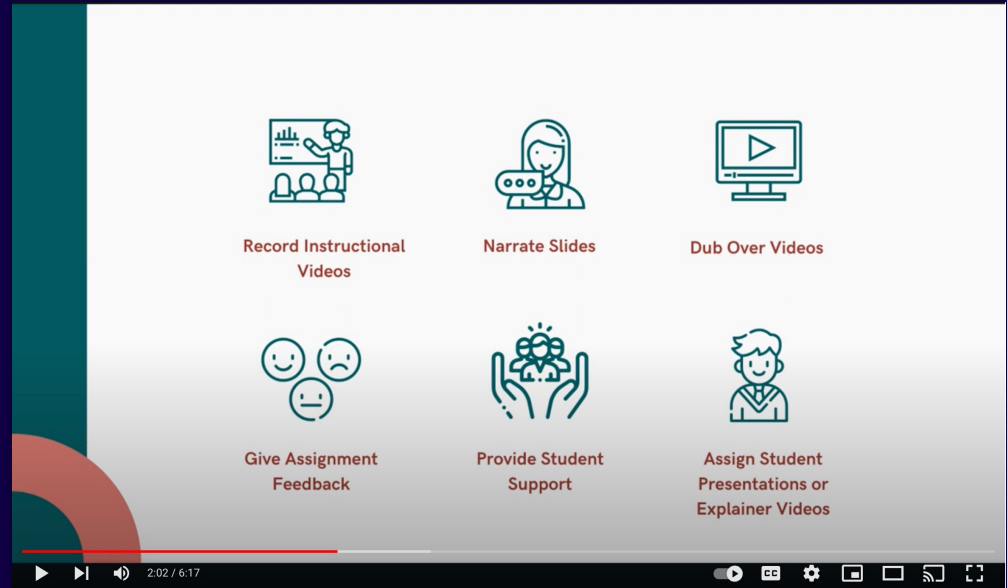 Record Instructional
Videos
Narrate Slides
Dub Over Videos
Give Assignment
Feedback
Provide Student
Support
Assign Student
Presentations or
Explainer Videos
2:02 / 6:17
CC